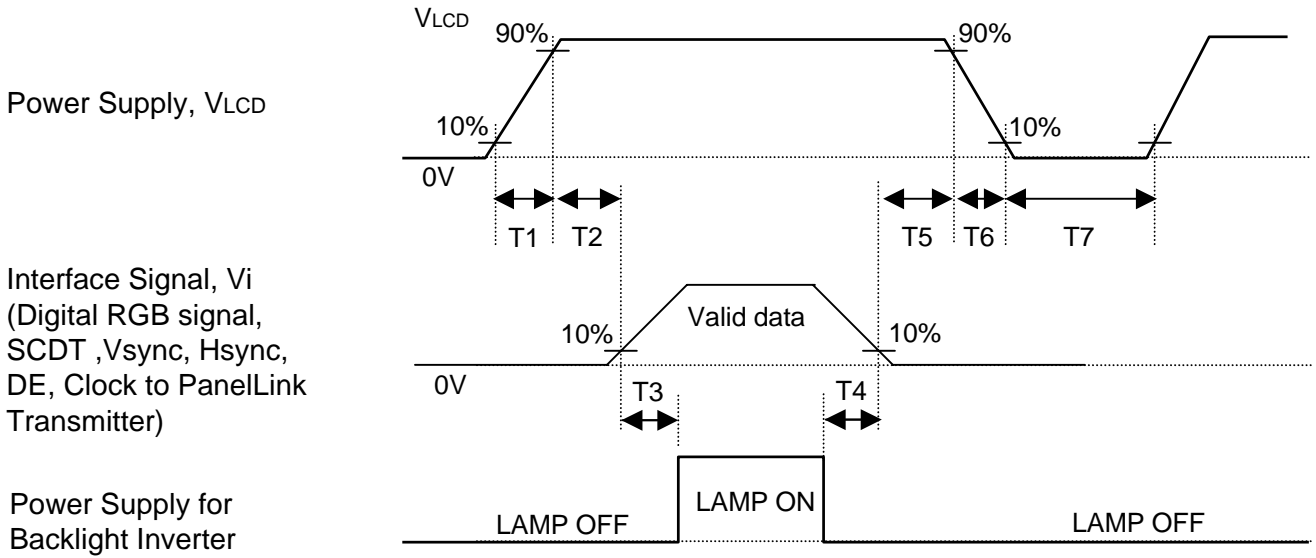 VLCD
90%
90%
Power Supply, VLCD
10%
10%
0V
T1
T2
T5
T6
T7
Interface Signal, Vi
(Digital RGB signal,
SCDT ,Vsync, Hsync,
DE, Clock to PanelLink
Transmitter)
Valid data
10%
10%
0V
T3
T4
Power Supply for
Backlight Inverter
LAMP OFF
LAMP ON
LAMP OFF